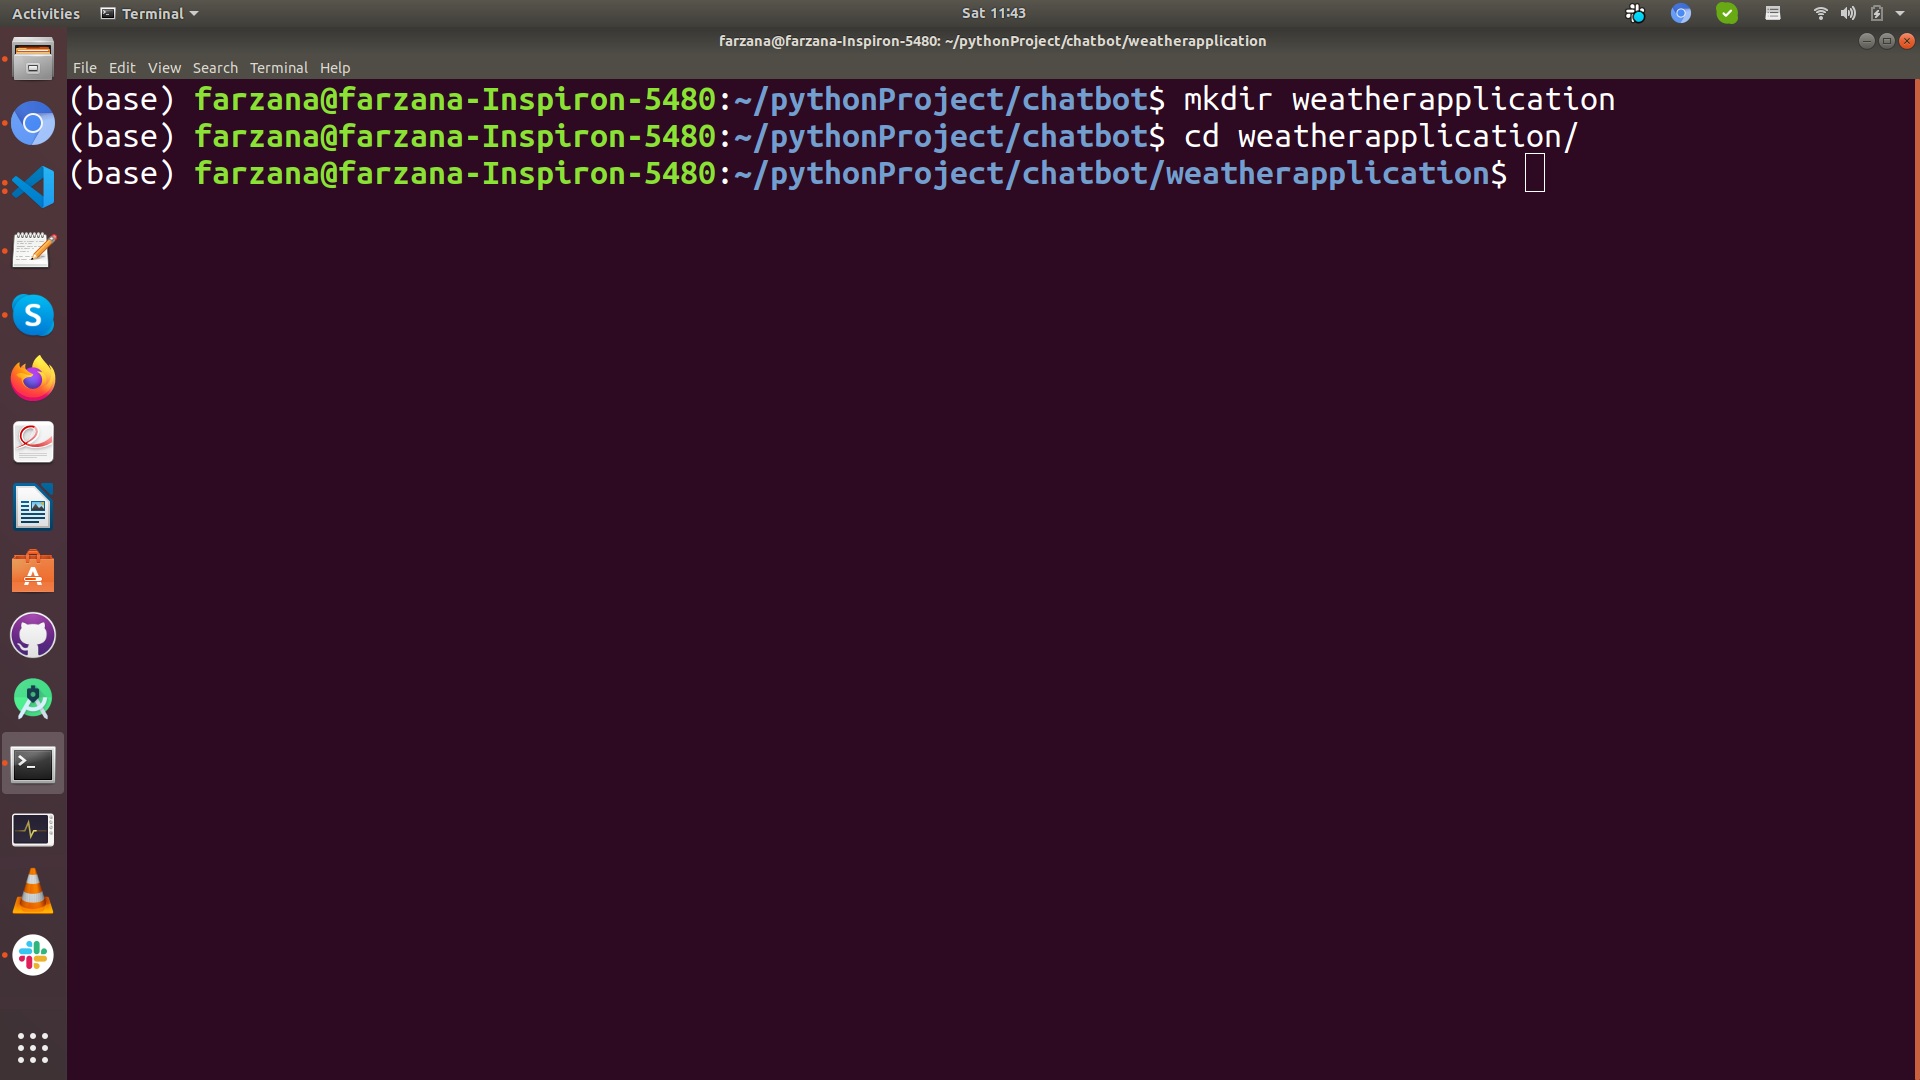 Activities Terminal Sat 11:43
farzana@farzana-Inspiron-5480: ~/pythonProject/chatbot/weatherapplication
File Edit View Search Terminal Help
(base) farzana@farzana-Inspiron-5480:~/pythonProject/chatbot$ mkdir weatherapplication
(base) farzana@farzana-Inspiron-5480:~/pythonProject/chatbot$ cd weatherapplication/
(base) farzana@farzana-Inspiron-5480:~/pythonProject/chatbot/weatherapplication$